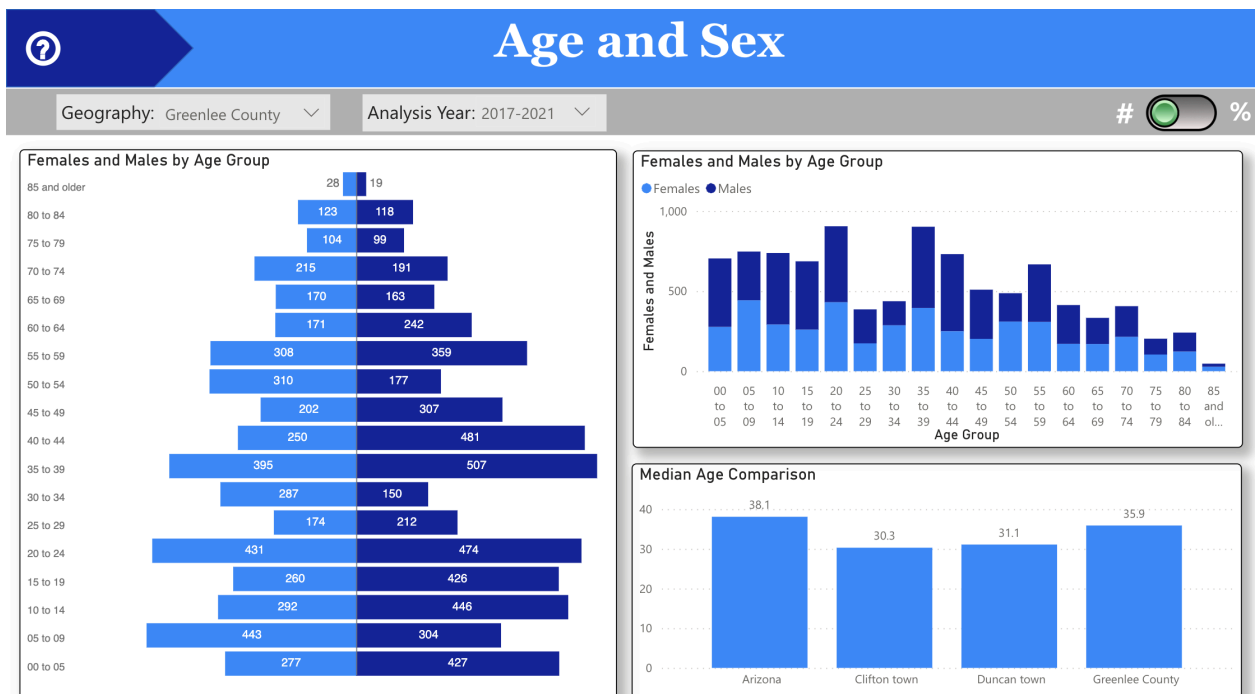 ?
Age and Sex
Geography: Greenlee County
Analysis Year: 2017-2021
# %
Females and Males by Age Group
85 and older 28 19
80 to 84 123 118
75 to 79 104 99
70 to 74 215 191
65 to 69 170 163
60 to 64 171 242
55 to 59 308 359
50 to 54 310 177
45 to 49 202 307
40 to 44 250 481
35 to 39 395 507
30 to 34 287 150
25 to 29 174 212
20 to 24 431 474
15 to 19 260 426
10 to 14 292 446
05 to 09 443 304
00 to 05 277 427
Females and Males by Age Group
Females Males
Females and Males
1,000
500
0
00 05 10 15 20 25 30 35 40 45 50 55 60 65 70 75 80 85
to to to to to to to to to to to to to to to to to and
05 09 14 19 24 29 34 39 44 49 54 59 64 69 74 79 84 ol...
Age Group
Median Age Comparison
40
30
20
10
0
38.1 30.3 31.1 35.9
Arizona Clifton town Duncan town Greenlee County